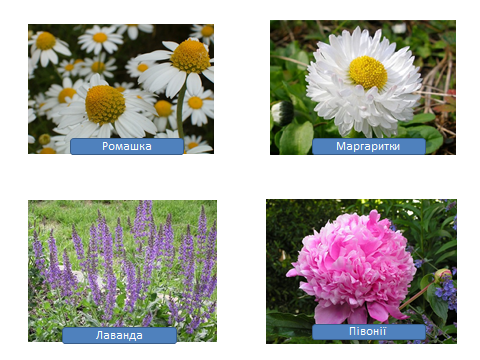 Ромашка
Маргаритки
Лаванда
Півонії